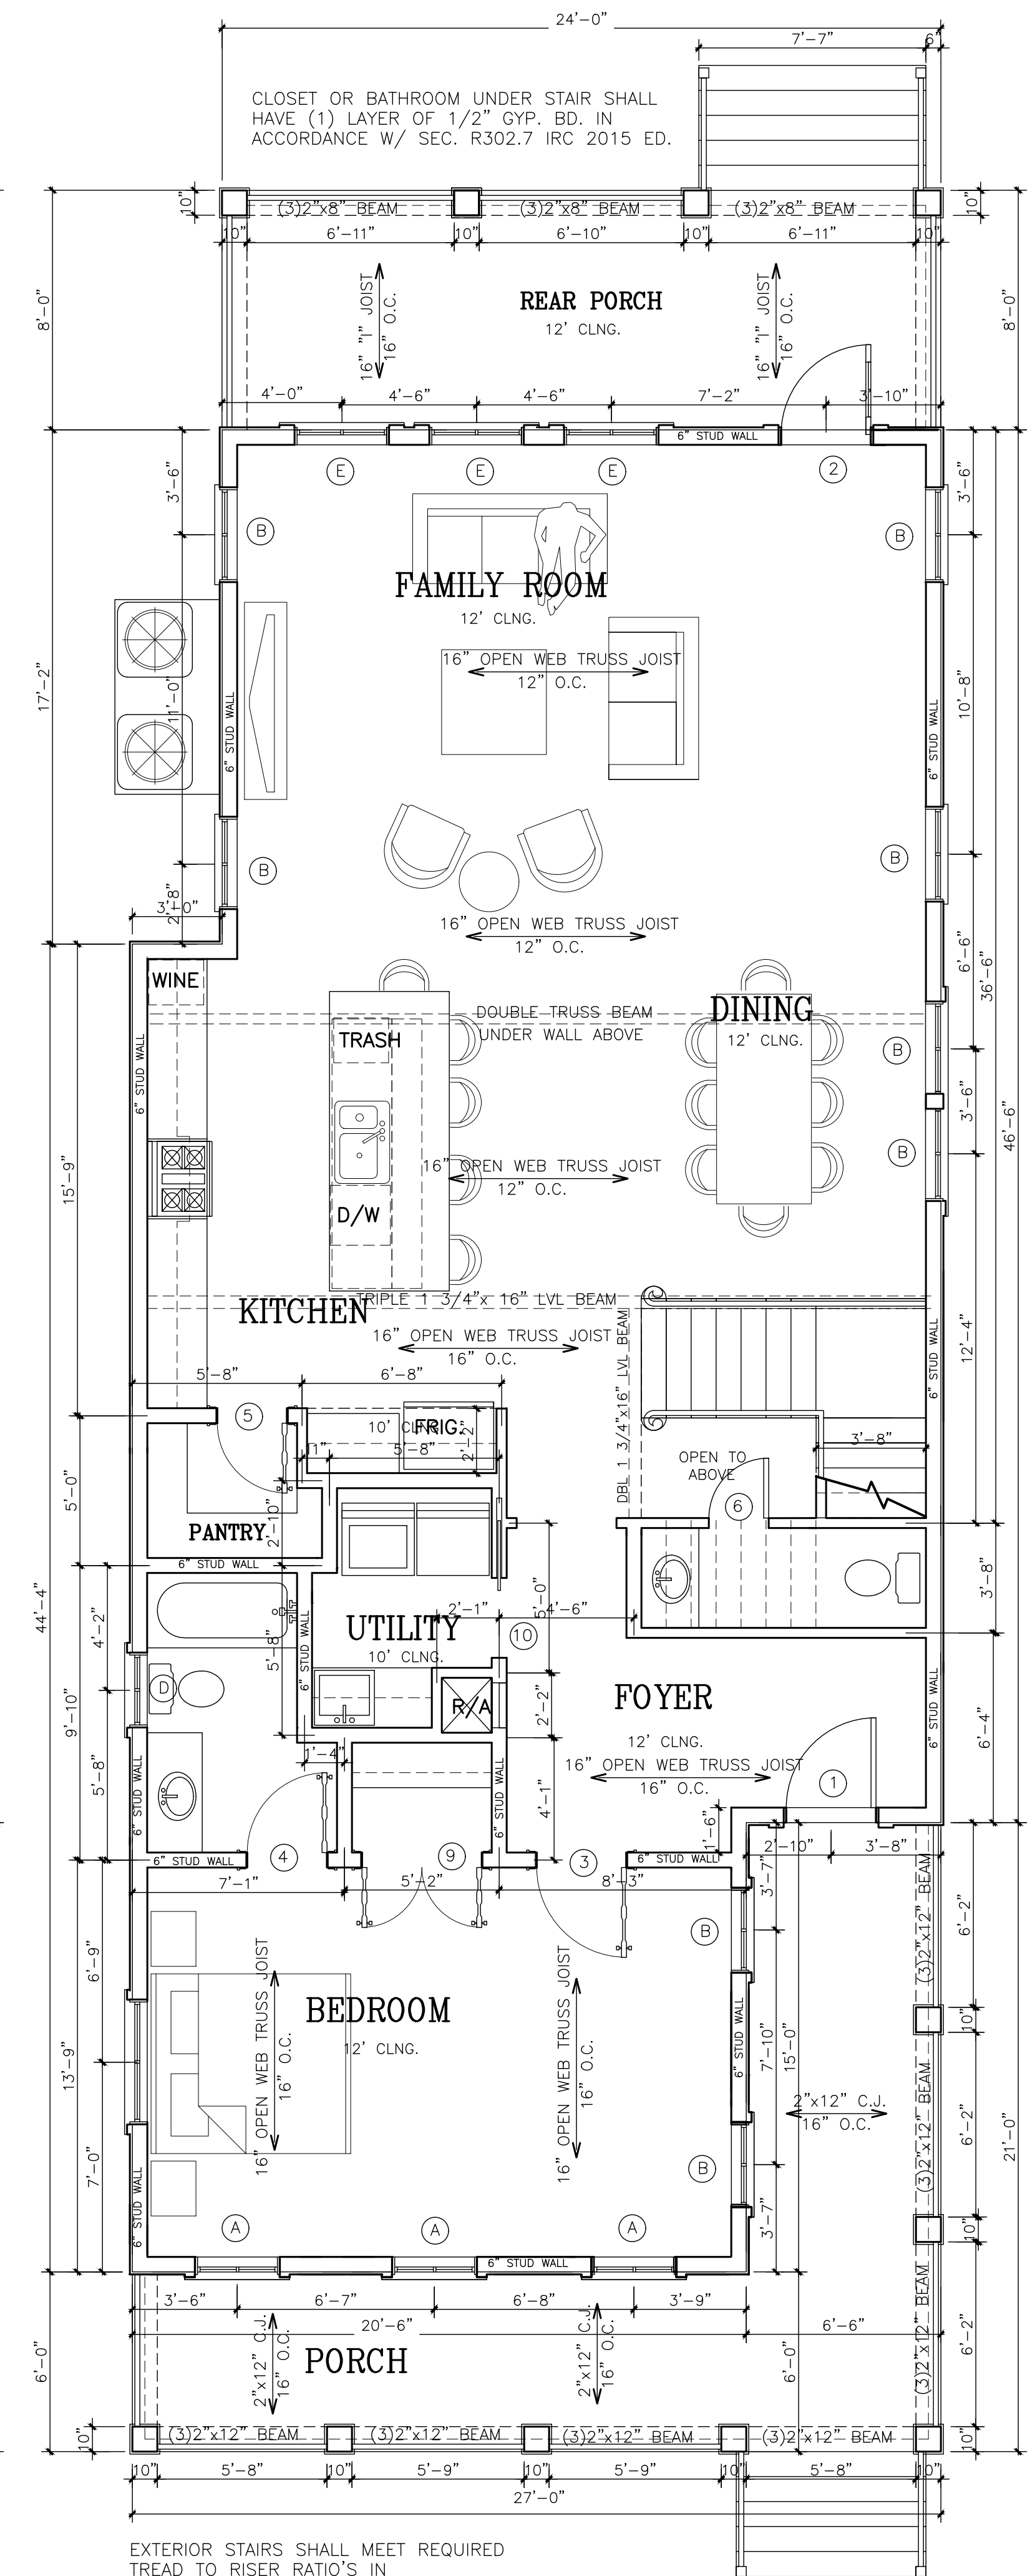 24'-0"
7'-7"
6"
CLOSET OR BATHROOM UNDER STAIR SHALL
HAVE (1) LAYER OF 1/2" GYP. BD. IN
ACCORDANCE W/ SEC. R302.7 IRC 2015 ED.
10"
(3)2"x8" BEAM
(3)2"x8" BEAM
(3)2"x8" BEAM
10"
10"
6'-11"
10"
6'-10"
10"
6'-11"
10"
8'-0"
16" "I" JOIST
16" O.C.
REAR PORCH
12' CLNG.
16" "I" JOIST
16" O.C.
8'-0"
4'-0"
4'-6"
4'-6"
7'-2"
3'-10"
6" STUD WALL
E
E
E
2
3'-6"
B
B
3'-6"
FAMILY ROOM
12' CLNG.
16" OPEN WEB TRUSS JOIST
12" O.C.
17'-2"
11'-0"
6" STUD WALL
6" STUD WALL
10'-8"
B
B
2'-8"
3'-0"
16" OPEN WEB TRUSS JOIST
12" O.C.
6'-6"
36'-6"
WINE
DOUBLE TRUSS BEAM
UNDER WALL ABOVE
DINING
12' CLNG.
TRASH
B
6" STUD WALL
3'-6"
46'-6"
B
15'-9"
16" OPEN WEB TRUSS JOIST
12" O.C.
D/W
KITCHEN
TRIPLE 1 3/4"x 16" LVL BEAM
16" OPEN WEB TRUSS JOIST
16" O.C.
DBL 1 3/4"x16" LVL BEAM
6" STUD WALL
12'-4"
5'-8"
6'-8"
5
10' CLNG.
FRIG.
1"
5'-8"
2'-2"
3'-8"
OPEN TO
ABOVE
6
5'-0"
PANTRY
2'-10"
6" STUD WALL
44'-4"
4'-2"
5'-8"
6" STUD WALL
UTILITY
10' CLNG.
2'-1"
5'-0"
4'-6"
10
3'-8"
D
R/A
2'-2"
FOYER
12' CLNG.
16" OPEN WEB TRUSS JOIST
16" O.C.
6" STUD WALL
6'-4"
9'-10"
5'-8"
6" STUD WALL
1'-4"
6" STUD WALL
4'-1"
1
1'-6"
6" STUD WALL
4
9
3
6" STUD WALL
2'-10"
3'-8"
7'-1"
5'-2"
8'-3"
3'-7"
B
(3)2"x12" BEAM
6'-2"
6'-9"
16" OPEN WEB TRUSS JOIST
16" O.C.
BEDROOM
12' CLNG.
16" OPEN WEB TRUSS JOIST
16" O.C.
6" STUD WALL
7'-10"
15'-0"
10"
13'-9"
2"x12" C.J.
16" O.C.
(3)2"x12" BEAM
6'-2"
21'-0"
7'-0"
6" STUD WALL
B
3'-7"
10"
A
A
A
6" STUD WALL
3'-6"
6'-7"
6'-8"
3'-9"
20'-6"
6'-6"
(3)2"x12" BEAM
6'-2"
6'-0"
2"x12" C.J.
16" O.C.
PORCH
2"x12" C.J.
16" O.C.
6'-0"
10"
(3)2"x12" BEAM
(3)2"x12" BEAM
(3)2"x12" BEAM
(3)2"x12" BEAM
10"
10"
5'-8"
10"
5'-9"
10"
5'-9"
10"
5'-8"
10"
27'-0"
EXTERIOR STAIRS SHALL MEET REQUIRED
TREAD TO RISER RATIO'S IN